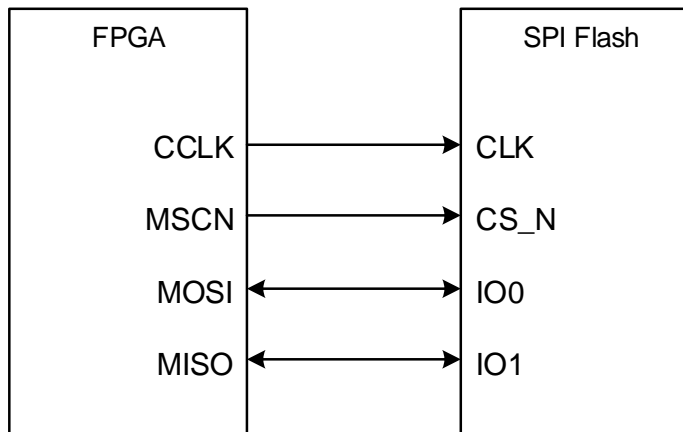 FPGA
SPI Flash
CCLK
CLK
MSCN
CS_N
MOSI
IO0
MISO
IO1